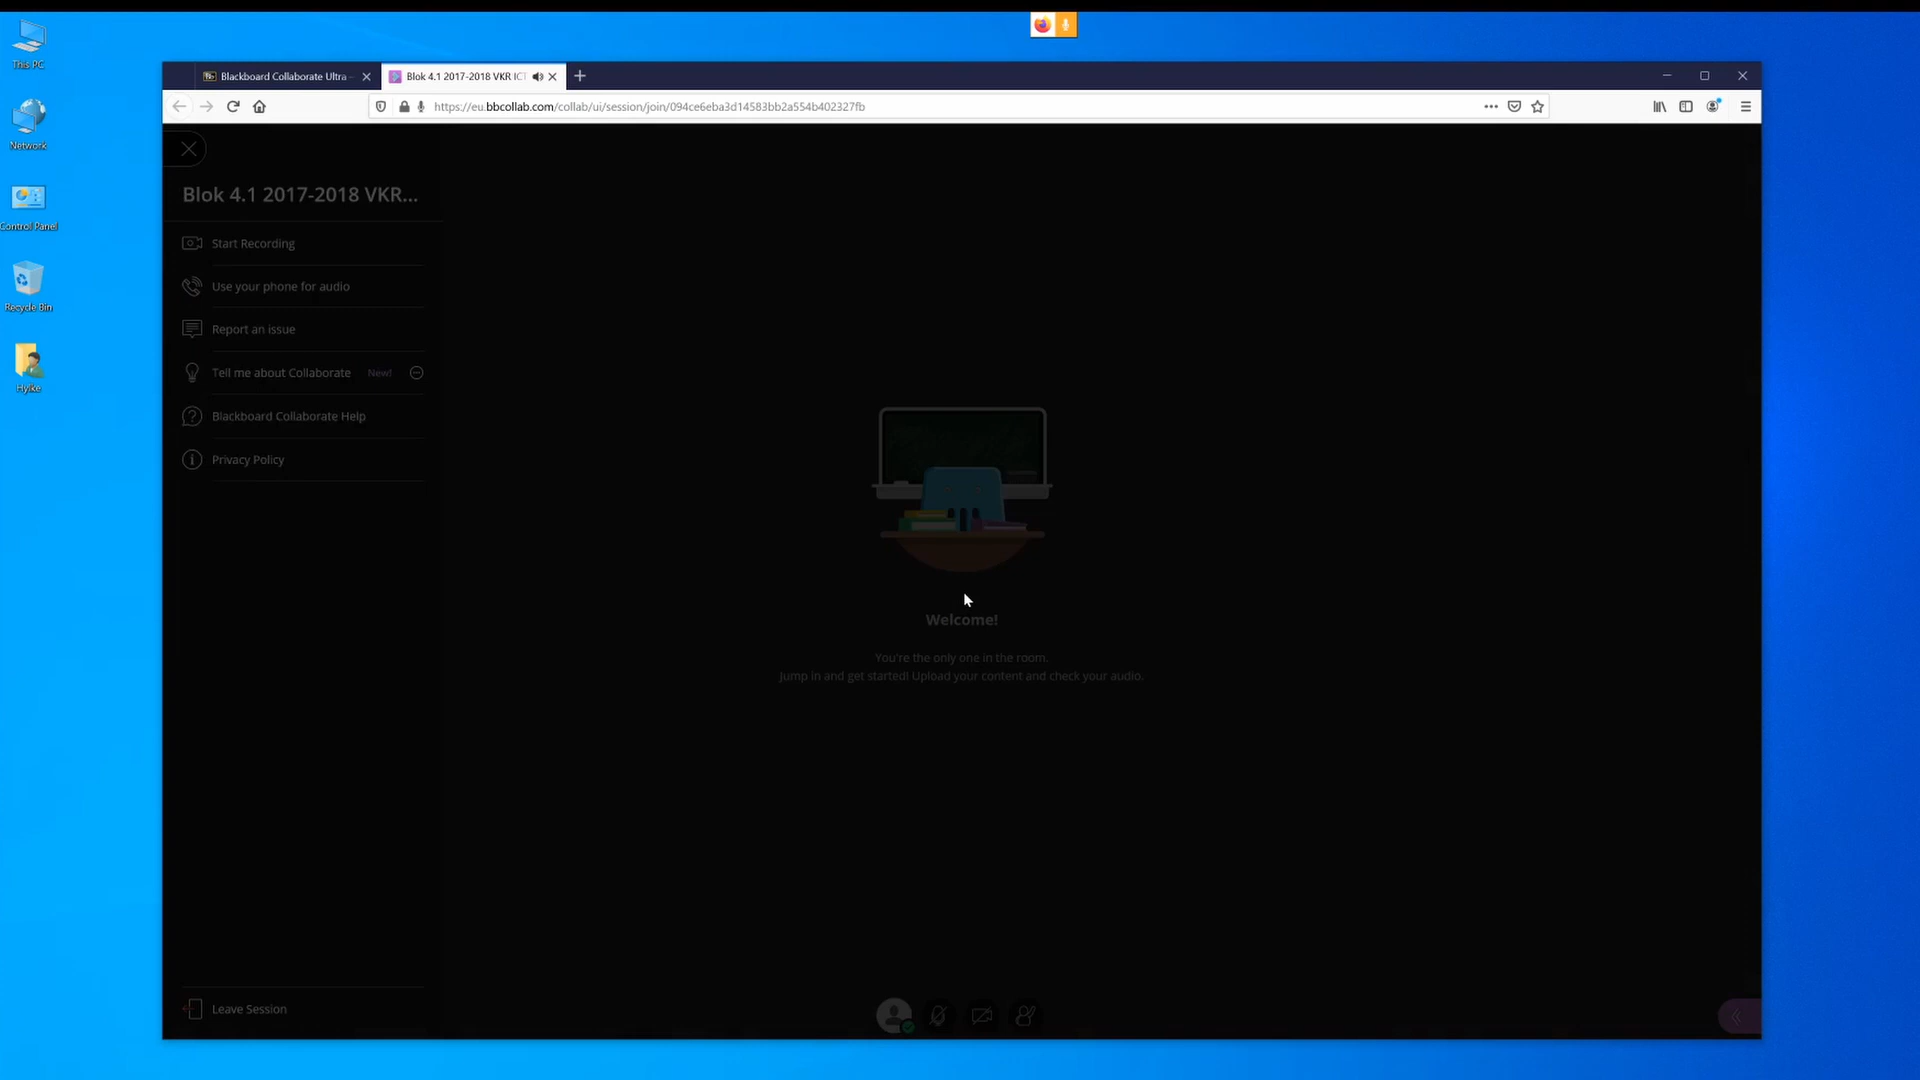 This PC
Network
Control Panel
Recycle Bin
Hylke
Blackboard Collaborate Ultra –
Blok 4.1 2017-2018 VKR ICT
https://eu.bbcollab.com/collab/ui/session/join/094ce6eba3d14583bb2a554b402327fb
Blok 4.1 2017-2018 VKR...
Start Recording
Use your phone for audio
Report an issue
Tell me about Collaborate New!
Blackboard Collaborate Help
Privacy Policy
Welcome!
You're the only one in the room.
Jump in and get started! Upload your content and check your audio.
Leave Session